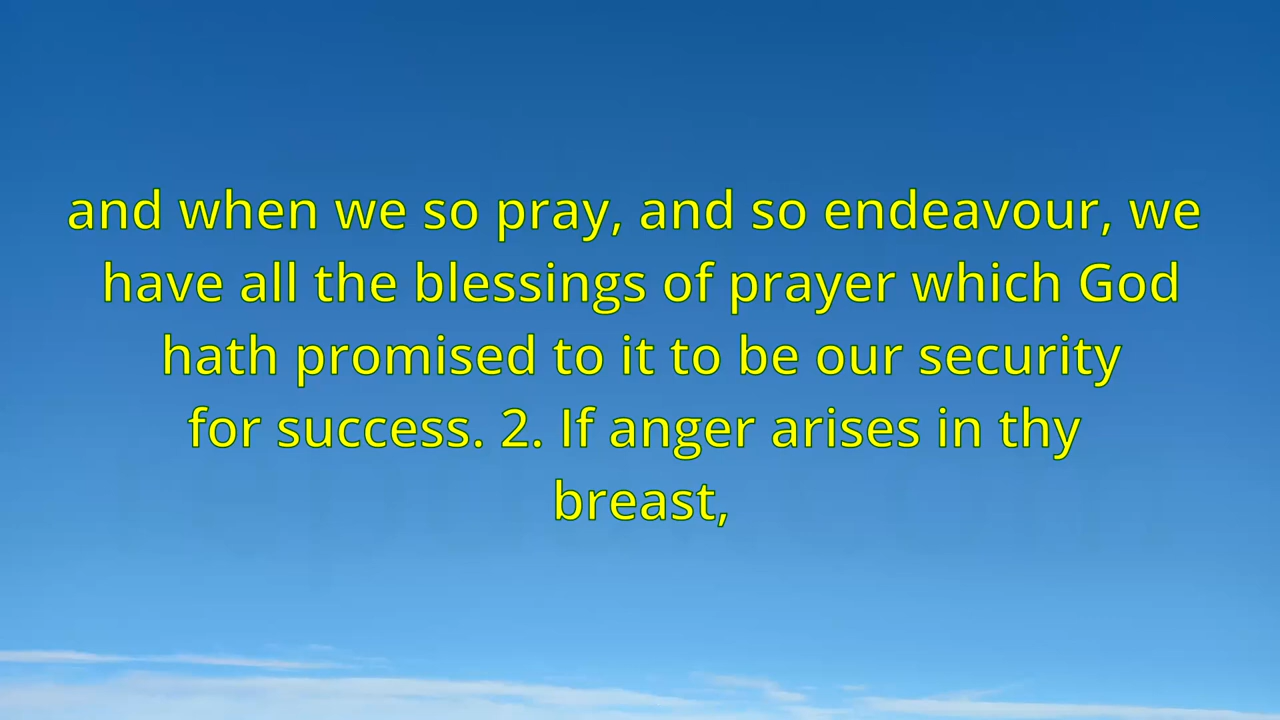 and when we so pray, and so endeavour, we
have all the blessings of prayer which God
hath promised to it to be our security
for success. 2. If anger arises in thy
breast,